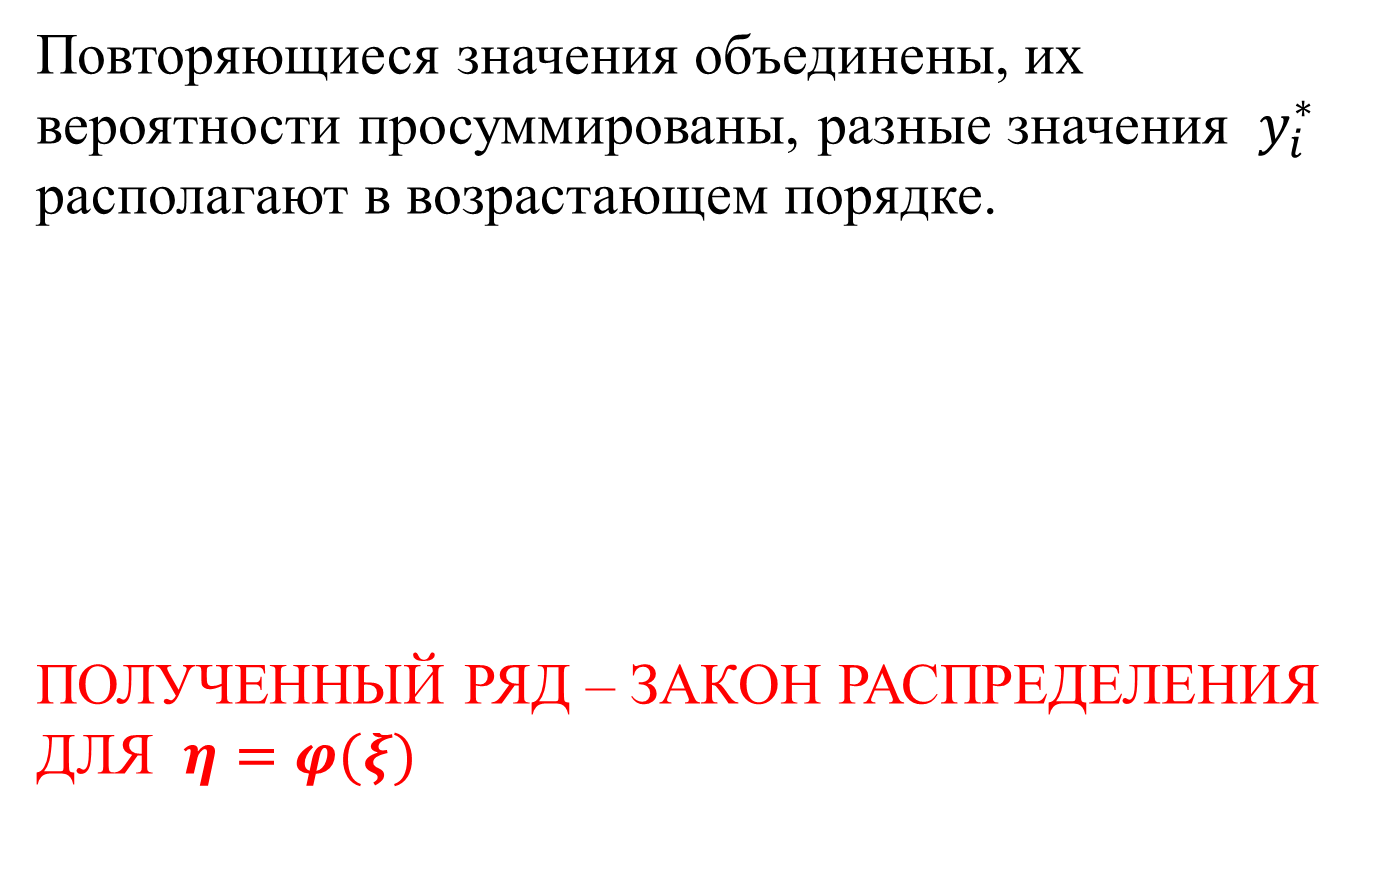 Повторяющиеся значения объединены, их
вероятности просуммированы, разные значения $y_i^*$
располагают в возрастающем порядке.
ПОЛУЧЕННЫЙ РЯД – ЗАКОН РАСПРЕДЕЛЕНИЯ
ДЛЯ η = φ(ξ)